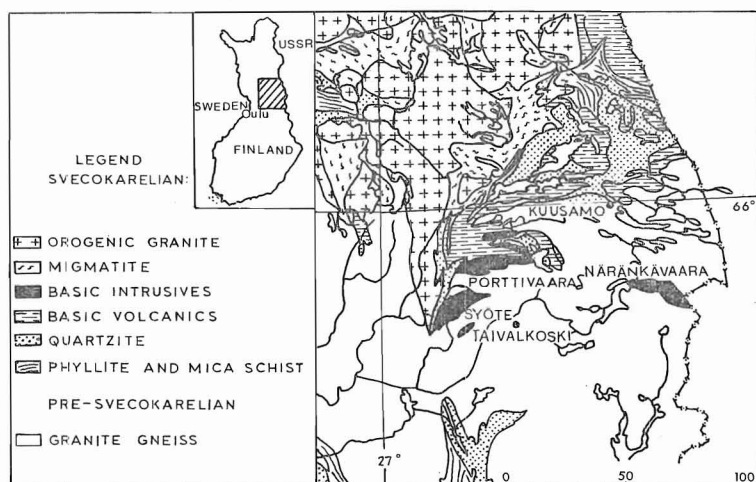 USSR
SWEDEN
Oulu
FINLAND
LEGEND
SVECOKARELIAN:
OROGENIC GRANITE
MIGMATITE
BASIC INTRUSIVES
BASIC VOLCANICS
QUARTZITE
PHYLLITE AND MICA SCHIST
PRE-SVECOKARELIAN
GRANITE GNEISS
66°
KUUSAMO
PORTTIVAARA
NÄRÄNKÄVAARA
SYÖTE
TAIVALKOSKI
27°
0 50 100